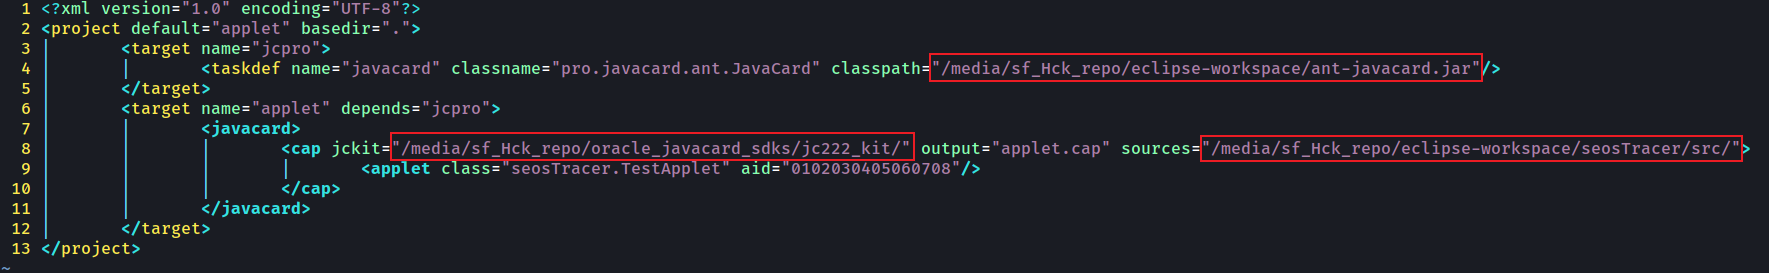 1 <?xml version="1.0" encoding="UTF-8"?>
2 <project default="applet" basedir=".">
3 <target name="jcpro">
4 <taskdef name="javacard" classname="pro.javacard.ant.JavaCard" classpath="/media/sf_Hck_repo/eclipse-workspace/ant-javacard.jar"/>
5 </target>
6 <target name="applet" depends="jcpro">
7 <javacard>
8 <cap jckit="/media/sf_Hck_repo/oracle_javacard_sdks/jc222_kit/" output="applet.cap" sources="/media/sf_Hck_repo/eclipse-workspace/seosTracer/src/">
9 <applet class="seosTracer.TestApplet" aid="0102030405060708"/>
10 </cap>
11 </javacard>
12 </target>
13 </project>
~